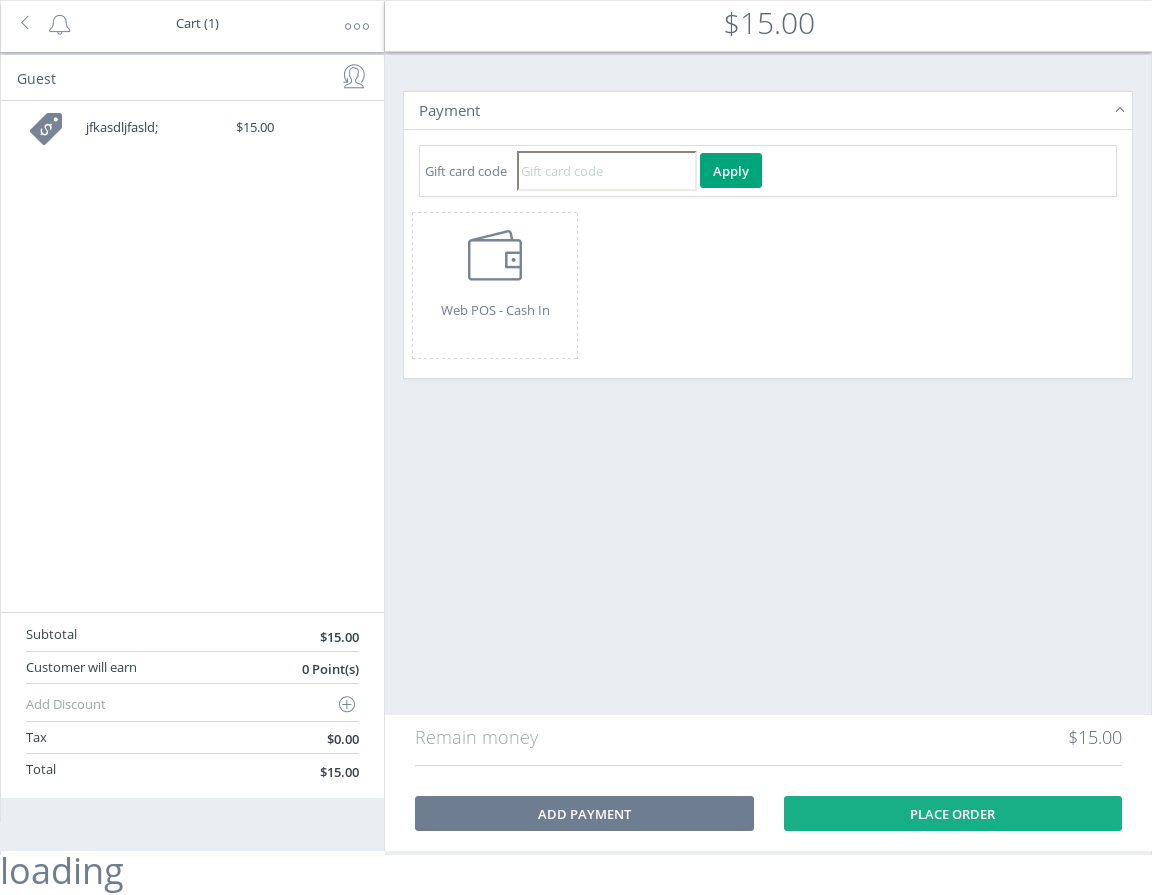 Cart (1)
$15.00
Guest
jfkasdljfasld; $15.00
Payment
Gift card code Gift card code Apply
Web POS - Cash In
Subtotal $15.00
Customer will earn 0 Point(s)
Add Discount
Tax $0.00
Total $15.00
Remain money $15.00
ADD PAYMENT PLACE ORDER
loading